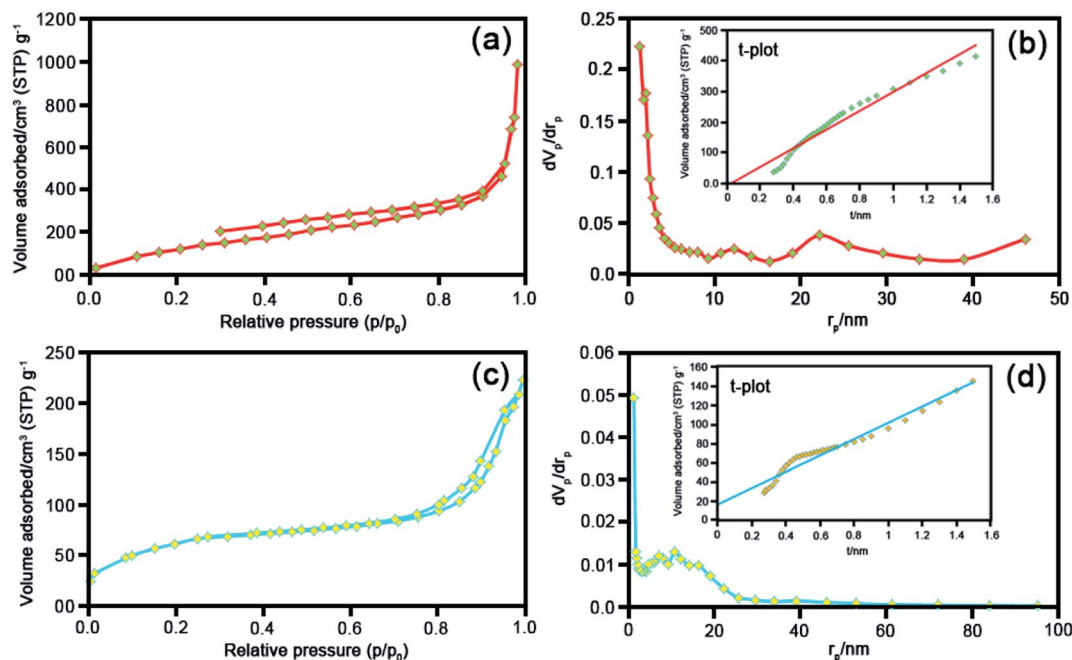 (a)
Volume adsorbed/cm³ (STP) g⁻¹
1200
1000
800
600
400
200
00
0.0 0.2 0.4 0.6 0.8 1.0
Relative pressure (p/p₀)
(b)
dVₚ/drₚ
0.25
0.2
0.15
0.1
0.05
0.0
0 10 20 30 40 50
rₚ/nm
t-plot
Volume adsorbed/cm³ (STP) g⁻¹
500
400
300
200
100
0.0
0 0.2 0.4 0.6 0.8 1 1.2 1.4 1.6
t/nm
(c)
Volume adsorbed/cm³ (STP) g⁻¹
250
200
150
100
50
00
0.0 0.2 0.4 0.6 0.8 1.0
Relative pressure (p/p₀)
(d)
dVₚ/drₚ
0.06
0.05
0.04
0.03
0.02
0.01
0.0
0 20 40 60 80 100
rₚ/nm
t-plot
Volume adsorbed/cm³ (STP) g⁻¹
160
140
120
100
80
60
40
20
0
0 0.2 0.4 0.6 0.8 1.0 1.2 1.4 1.6
t/nm